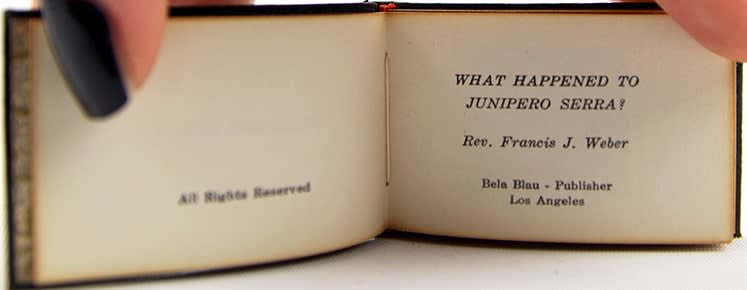 All Rights Reserved
WHAT HAPPENED TO
JUNIPERO SERRA?
Rev. Francis J. Weber
Bela Blau - Publisher
Los Angeles